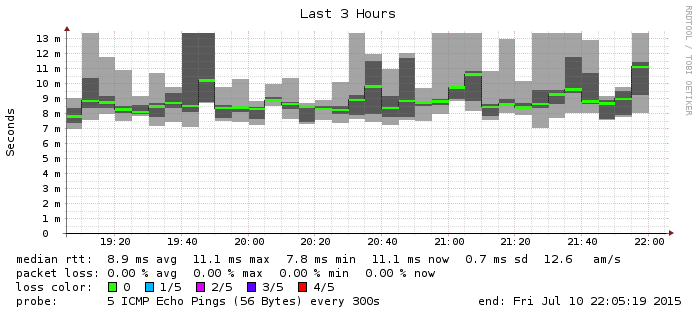 Last 3 Hours
RRDTOOL / TOBI OETIKER
Seconds
13 m
12 m
11 m
10 m
9 m
8 m
7 m
6 m
5 m
4 m
3 m
2 m
1 m
0
19:20 19:40 20:00 20:20 20:40 21:00 21:20 21:40 22:00
median rtt: 8.9 ms avg 11.1 ms max 7.8 ms min 11.1 ms now 0.7 ms sd 12.6 am/s
packet loss: 0.00 % avg 0.00 % max 0.00 % min 0.00 % now
loss color: 0 1/5 2/5 3/5 4/5
probe: 5 ICMP Echo Pings (56 Bytes) every 300s end: Fri Jul 10 22:05:19 2015